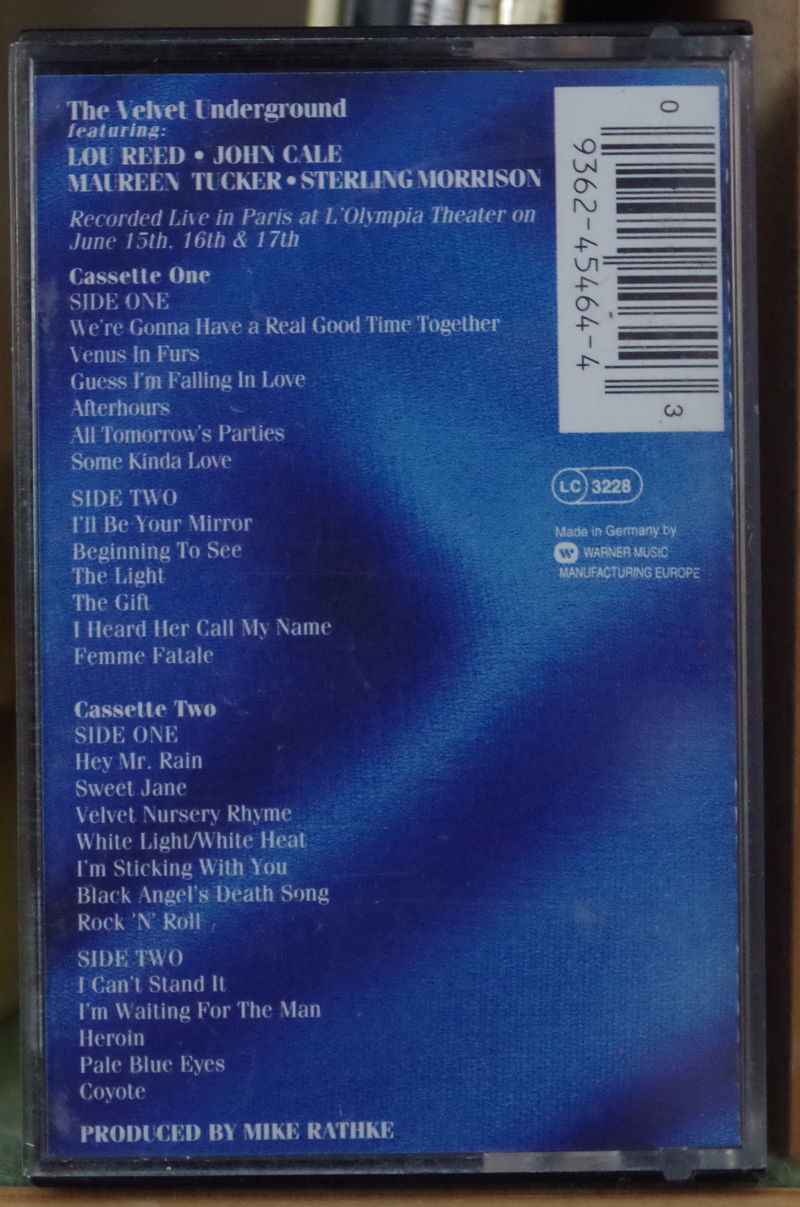 The Velvet Underground
featuring:
LOU REED • JOHN CALE
MAUREEN TUCKER • STERLING MORRISON
Recorded Live in Paris at L'Olympia Theater on
June 15th, 16th & 17th
Cassette One
SIDE ONE
We're Gonna Have a Real Good Time Together
Venus In Furs
Guess I'm Falling In Love
Afterhours
All Tomorrow's Parties
Some Kinda Love
SIDE TWO
I'll Be Your Mirror
Beginning To See
The Light
The Gift
I Heard Her Call My Name
Femme Fatale
Cassette Two
SIDE ONE
Hey Mr. Rain
Sweet Jane
Velvet Nursery Rhyme
White Light/White Heat
I'm Sticking With You
Black Angel's Death Song
Rock 'N' Roll
SIDE TWO
I Can't Stand It
I'm Waiting For The Man
Heroin
Pale Blue Eyes
Coyote
PRODUCED BY MIKE RATHKE
0 9362-45464-4 3
LC 3228
Made in Germany by
WARNER MUSIC
MANUFACTURING EUROPE